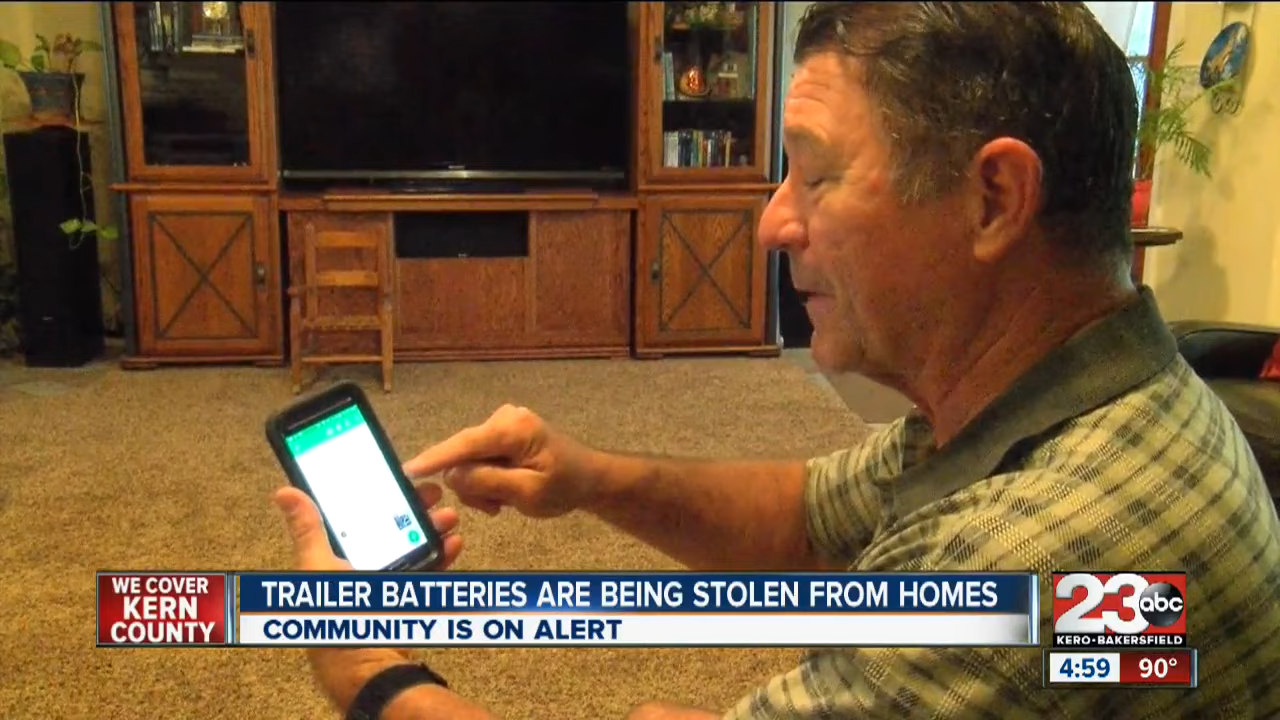 WE COVER
KERN
COUNTY
TRAILER BATTERIES ARE BEING STOLEN FROM HOMES
COMMUNITY IS ON ALERT
23 abc
KERO-BAKERSFIELD
4:59 90°